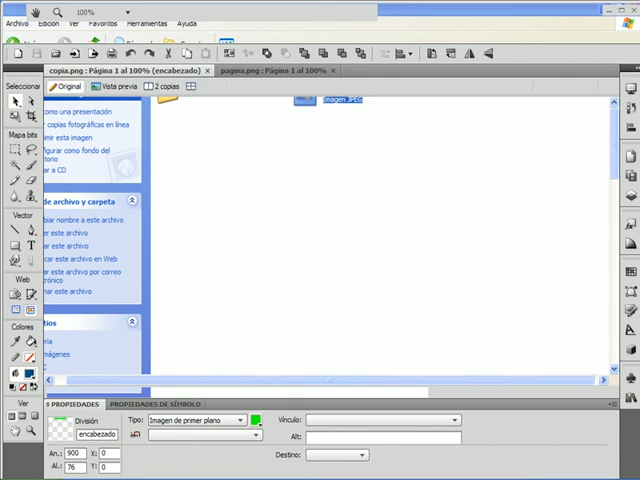 100%
Archivo Edición Ver Favoritos Herramientas Ayuda
copia.png : Página 1 al 100% (encabezado) × pagina.png : Página 1 al 100% ×
Original Vista previa 2 copias
Seleccionar
Mapa bits
Vector
Web
Colores
Ver
como una presentación
copias fotográficas en línea
imir esta imagen
igurar como fondo del
itorio
ar a CD
de archivo y carpeta
biar nombre a este archivo
er este archivo
ar este archivo
car este archivo en Web
ar este archivo por correo
ctrónico
nar este archivo
itios
eria
mágenes
C
Imagen JPEG
PROPIEDADES PROPIEDADES DE SÍMBOLO
División
encabezado
Tipo: Imagen de primer plano
Vínculo:
Alt:
Destino:
An.: 900 X: 0
Al.: 76 Y: 0